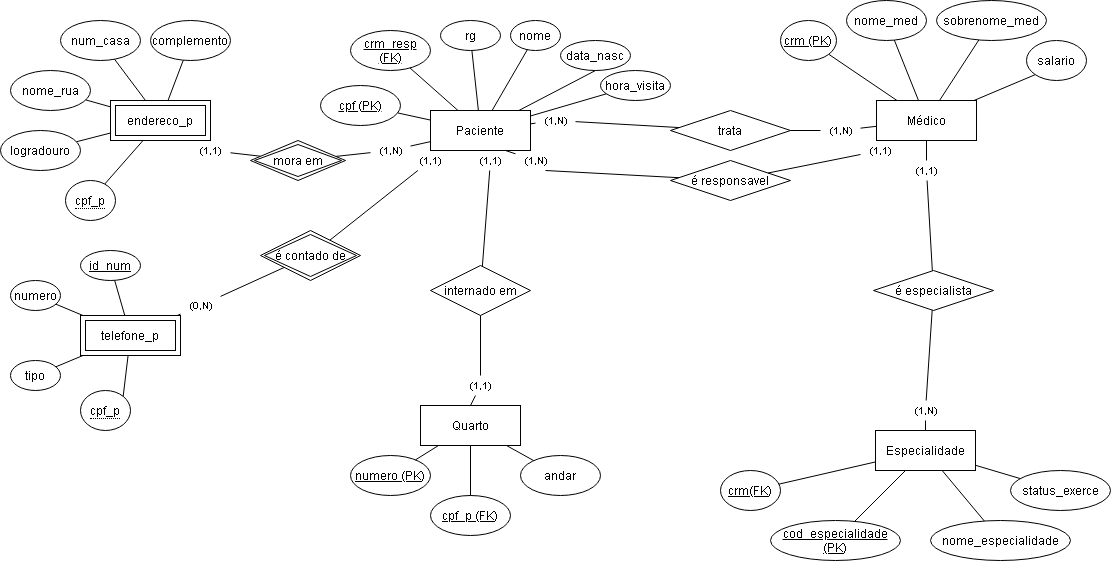 num_casa
complemento
nome_rua
endereco_p
logradouro
cpf_p
(1,1)
mora em
(1,N)
crm_resp
(FK)
rg
nome
data_nasc
hora_visita
cpf (PK)
Paciente
(1,N)
(1,1)
(1,1)
(1,N)
trata
(1,N)
é responsavel
(1,1)
crm (PK)
nome_med
sobrenome_med
salario
Médico
(1,1)
é contado de
(0,N)
id_num
numero
telefone_p
tipo
cpf_p
internado em
(1,1)
Quarto
numero (PK)
cpf_p (FK)
andar
é especialista
(1,N)
Especialidade
crm(FK)
cod_especialidade
(PK)
nome_especialidade
status_exerce